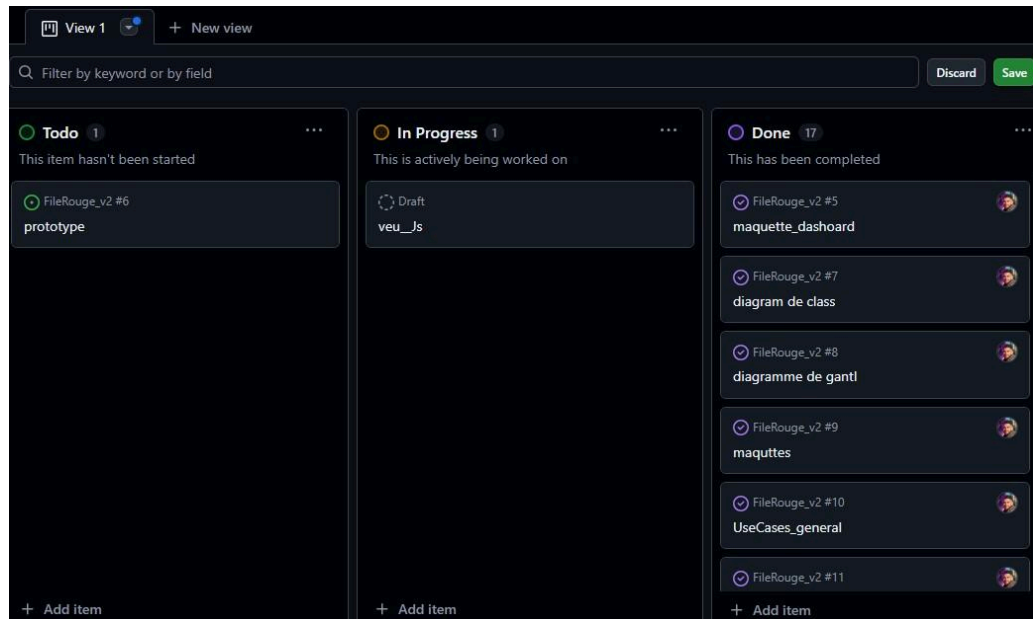 View 1
+ New view
Filter by keyword or by field
Discard
Save
Todo 1
This item hasn't been started
FileRouge_v2 #6
prototype
+ Add item
In Progress 1
This is actively being worked on
Draft
veu__Js
+ Add item
Done 17
This has been completed
FileRouge_v2 #5
maquette_dashoard
FileRouge_v2 #7
diagram de class
FileRouge_v2 #8
diagramme de gantl
FileRouge_v2 #9
maquttes
FileRouge_v2 #10
UseCases_general
FileRouge_v2 #11
+ Add item